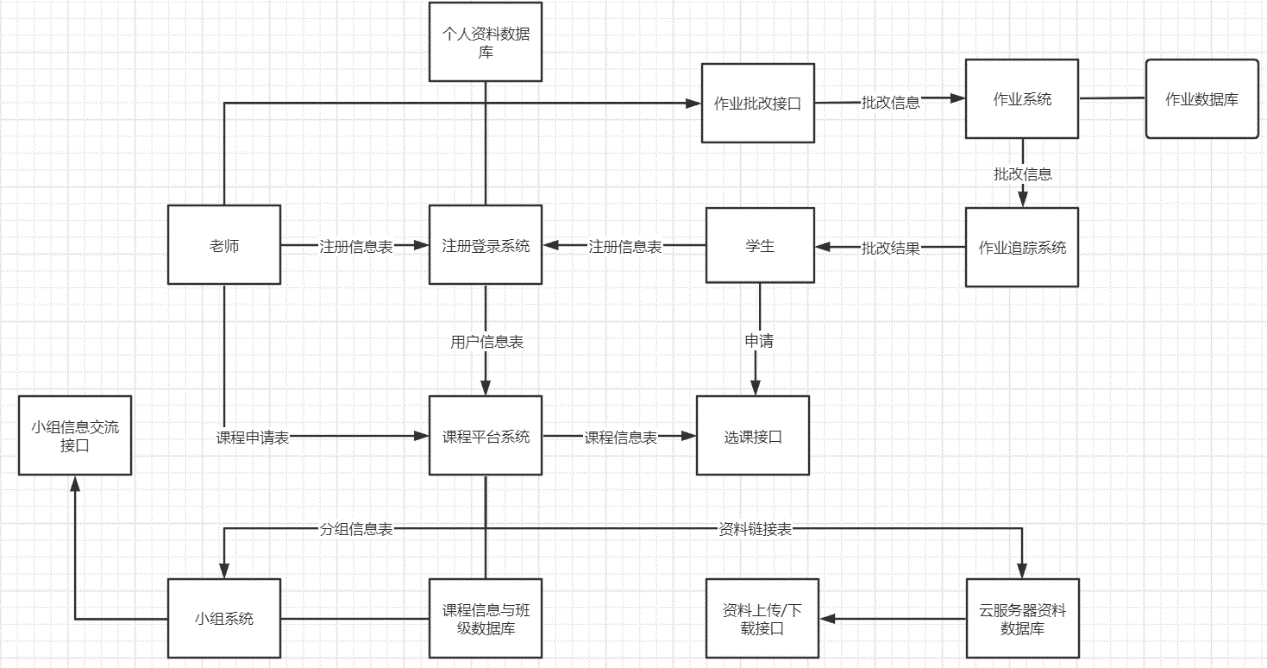 个人资料数据
库
作业批改接口
批改信息
作业系统
作业数据库
批改信息
老师
注册信息表
注册登录系统
注册信息表
学生
批改结果
作业追踪系统
用户信息表
申请
小组信息交流
接口
课程申请表
课程平台系统
课程信息表
选课接口
分组信息表
资料链接表
小组系统
课程信息与班
级数据库
资料上传/下
载接口
云服务器资料
数据库